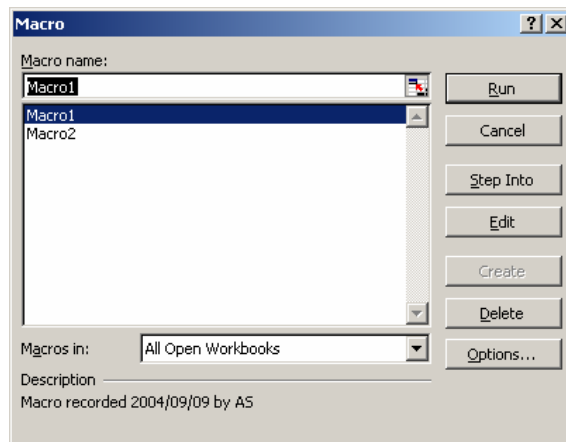 Macro
Macro name:
Macro1
Macro1
Macro2
Run
Cancel
Step Into
Edit
Create
Delete
Options...
Macros in: All Open Workbooks
Description
Macro recorded 2004/09/09 by AS